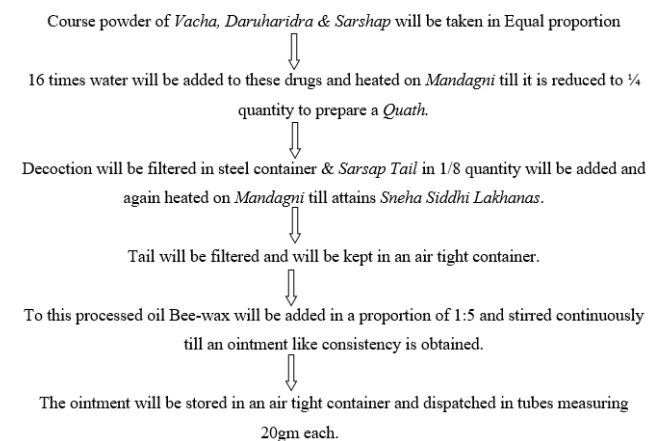 Course powder of Vacha, Daruharidra & Sarshap will be taken in Equal proportion
16 times water will be added to these drugs and heated on Mandagni till it is reduced to ¼
quantity to prepare a Quath.
Decoction will be filtered in steel container & Sarsap Tail in 1/8 quantity will be added and
again heated on Mandagni till attains Sneha Siddhi Lakhanas.
Tail will be filtered and will be kept in an air tight container.
To this processed oil Bee-wax will be added in a proportion of 1:5 and stirred continuously
till an ointment like consistency is obtained.
The ointment will be stored in an air tight container and dispatched in tubes measuring
20gm each.